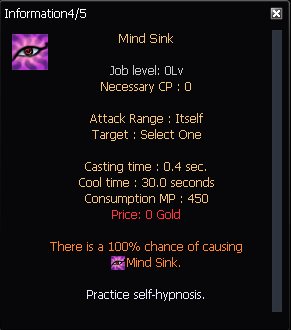 Information4/5
Mind Sink
Job level: 0Lv
Necessary CP : 0
Attack Range : Itself
Target : Select One
Casting time : 0.4 sec.
Cool time : 30.0 seconds
Consumption MP : 450
Price: 0 Gold
There is a 100% chance of causing
Mind Sink.
Practice self-hypnosis.